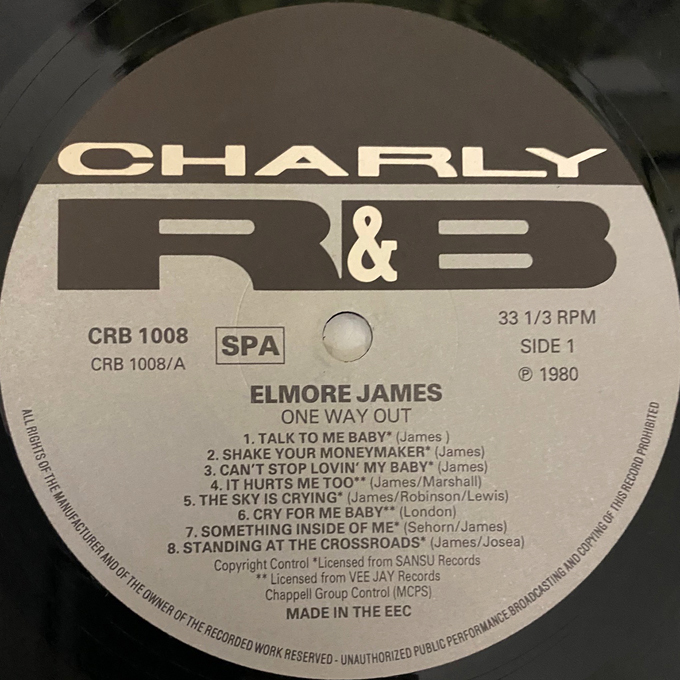 CHARLY
R&B
CRB 1008
CRB 1008/A
SPA
33 1/3 RPM
SIDE 1
℗ 1980
ELMORE JAMES
ONE WAY OUT
1. TALK TO ME BABY* (James )
2. SHAKE YOUR MONEYMAKER* (James)
3. CAN'T STOP LOVIN' MY BABY* (James)
4. IT HURTS ME TOO** (James/Marshall)
5. THE SKY IS CRYING* (James/Robinson/Lewis)
6. CRY FOR ME BABY** (London)
7. SOMETHING INSIDE OF ME* (Sehorn/James)
8. STANDING AT THE CROSSROADS* (James/Josea)
Copyright Control *Licensed from SANSU Records
** Licensed from VEE JAY Records
Chappell Group Control (MCPS)
MADE IN THE EEC
ALL RIGHTS OF THE MANUFACTURER AND OF THE OWNER OF THE RECORDED WORK RESERVED - UNAUTHORIZED PUBLIC PERFORMANCE BROADCASTING AND COPYING OF THIS RECORD PROHIBITED